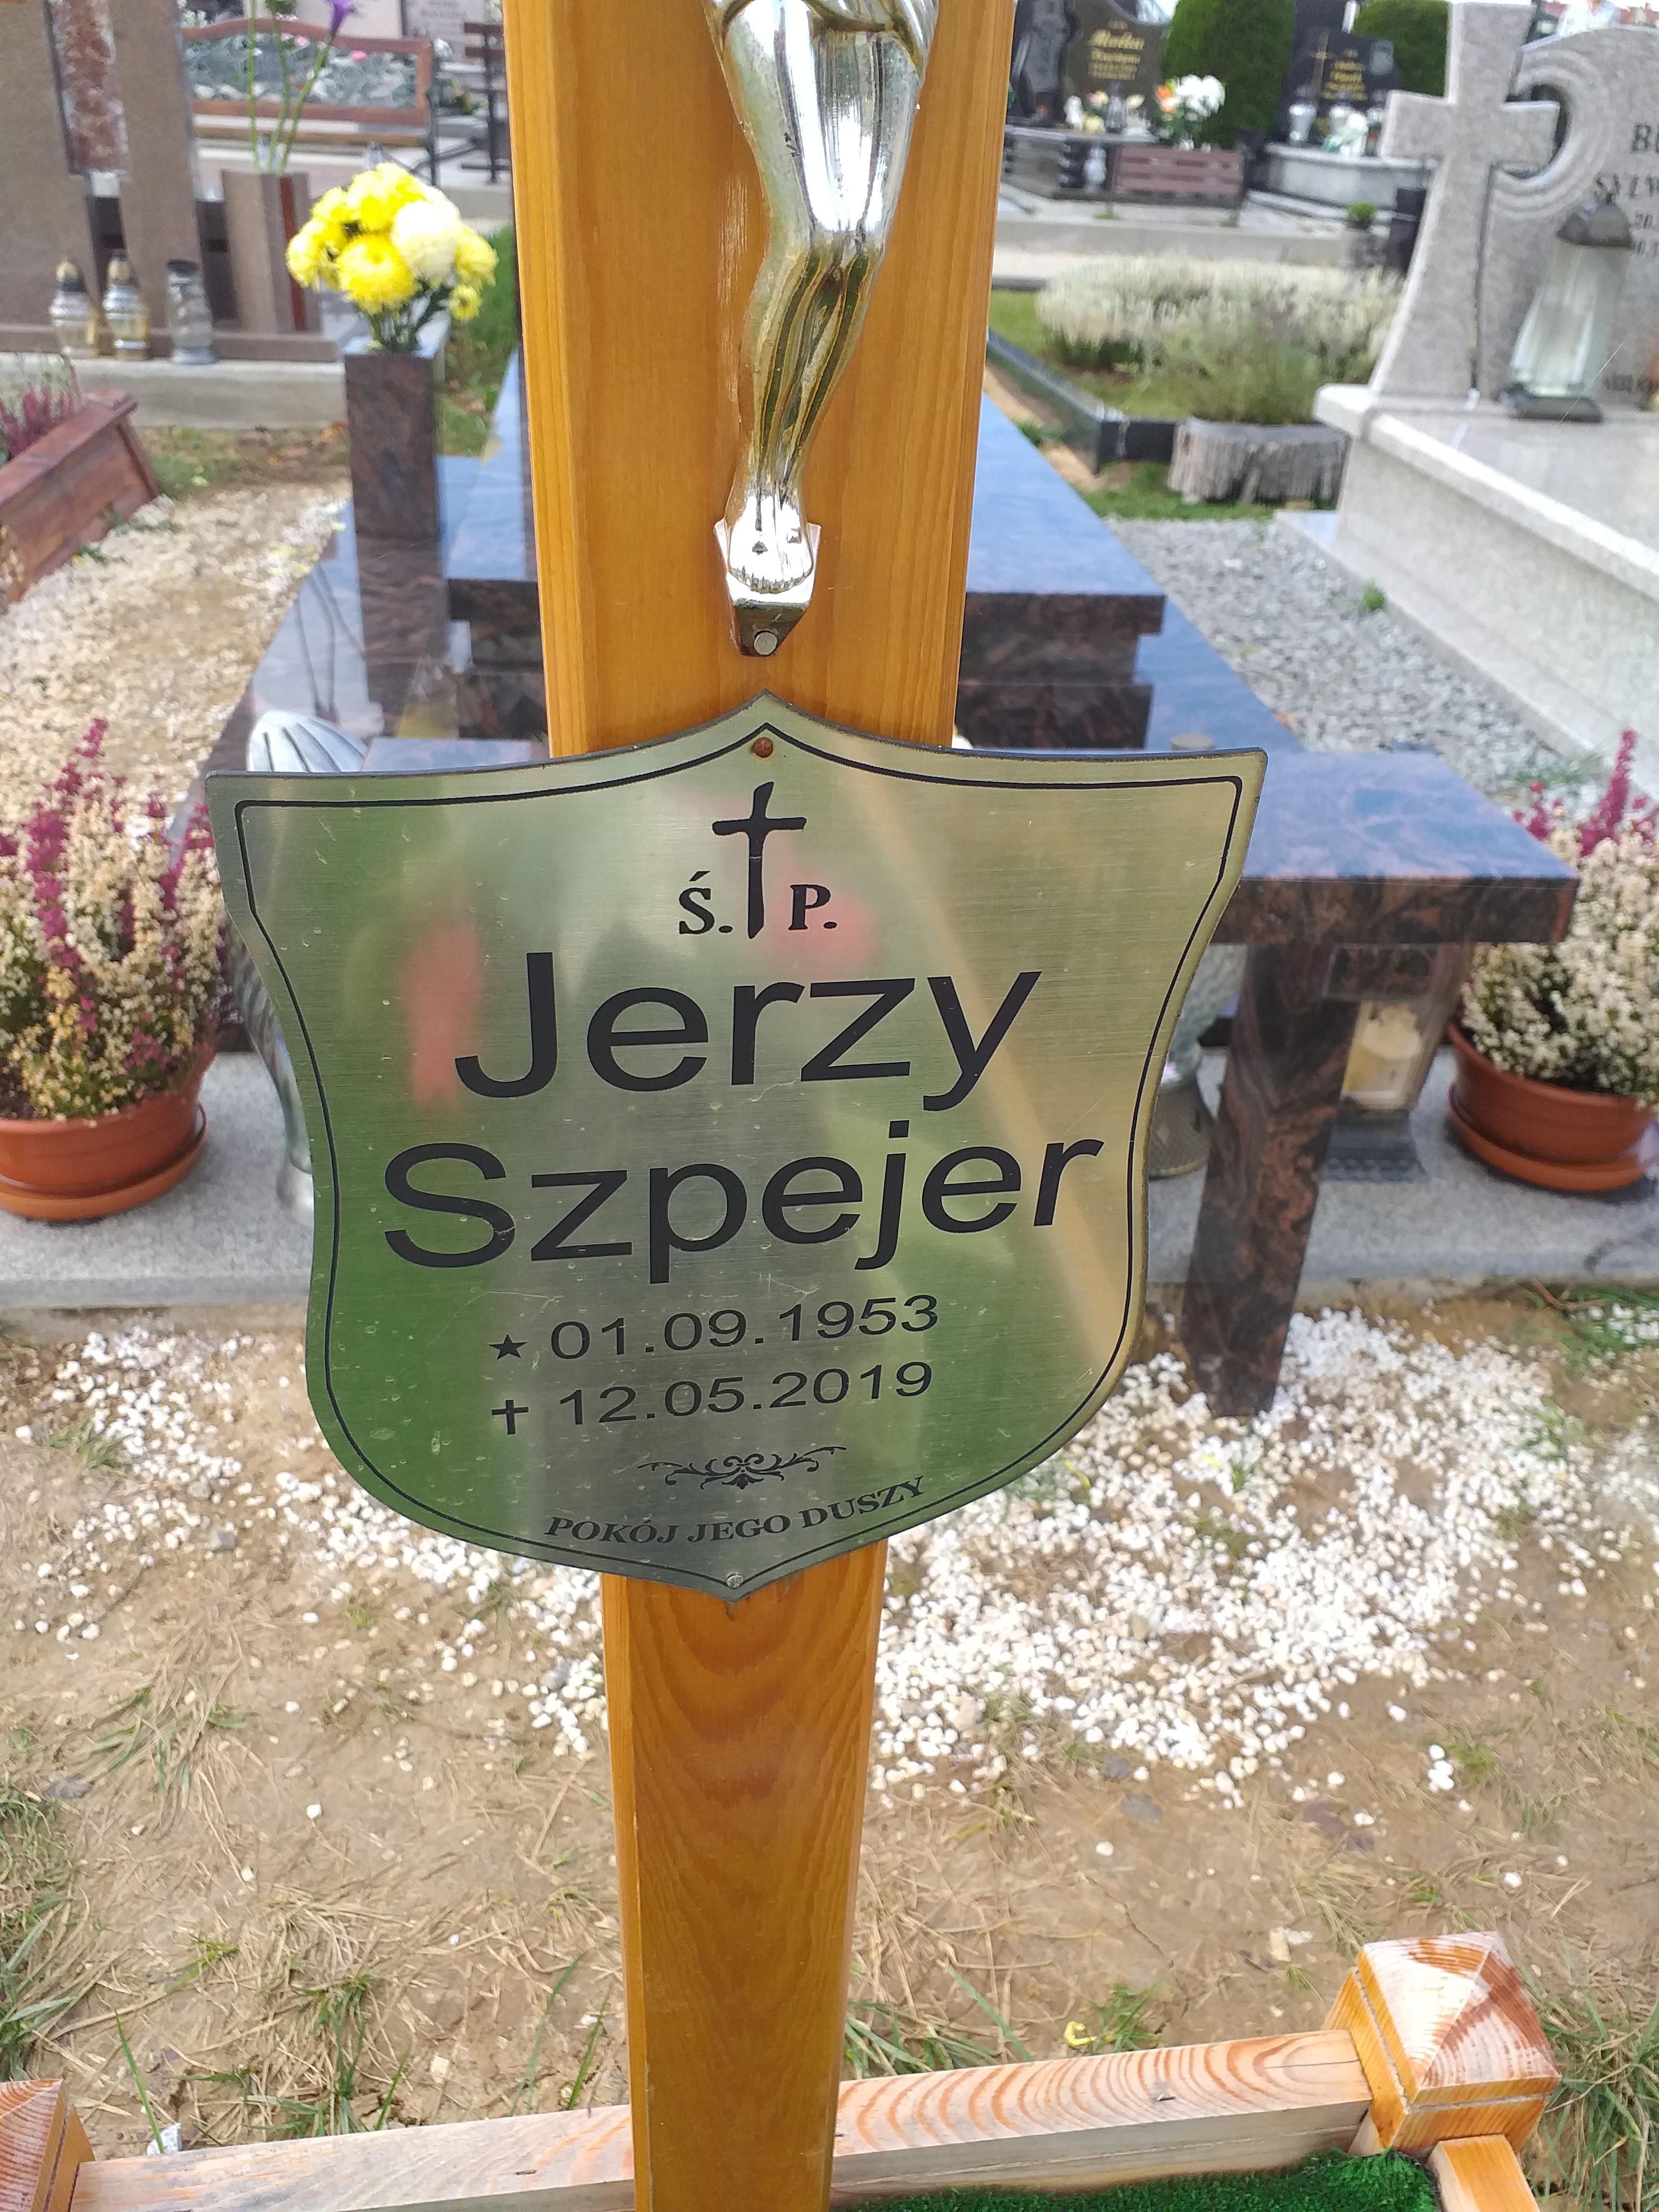 Ś. P.
Jerzy
Szpejer
★ 01.09.1953
✝ 12.05.2019
POKÓJ JEGO DUSZY